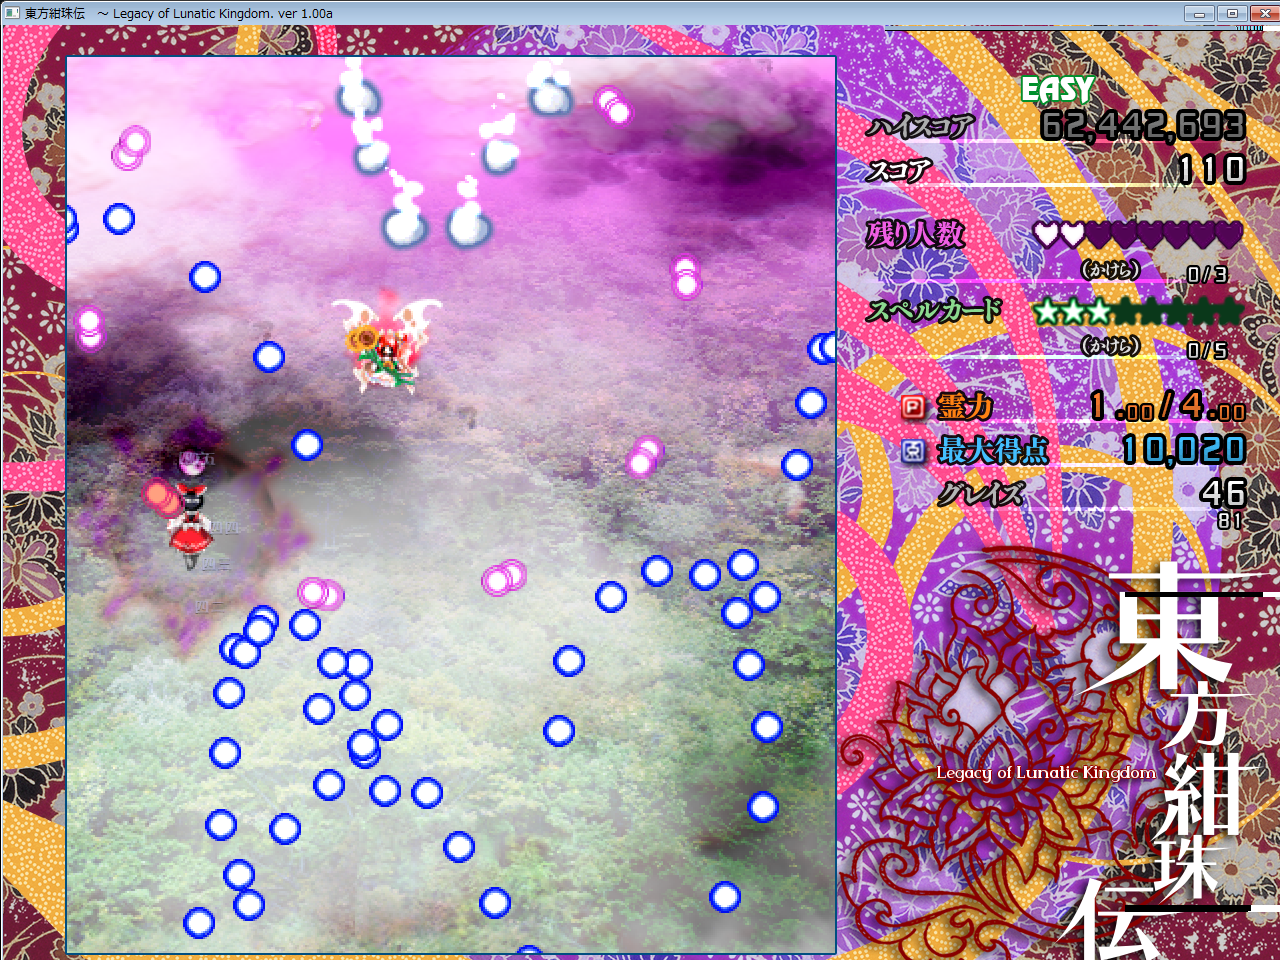 東方紺珠伝　～ Legacy of Lunatic Kingdom. ver 1.00a
EASY
ハイスコア 62,442,693
スコア 110
残り人数
(かけら) 0/3
スペルカード
(かけら) 0/5
P 霊力 1.00/4.00
最大得点 10,020
グレイズ 46
81
東方紺珠伝
Legacy of Lunatic Kingdom